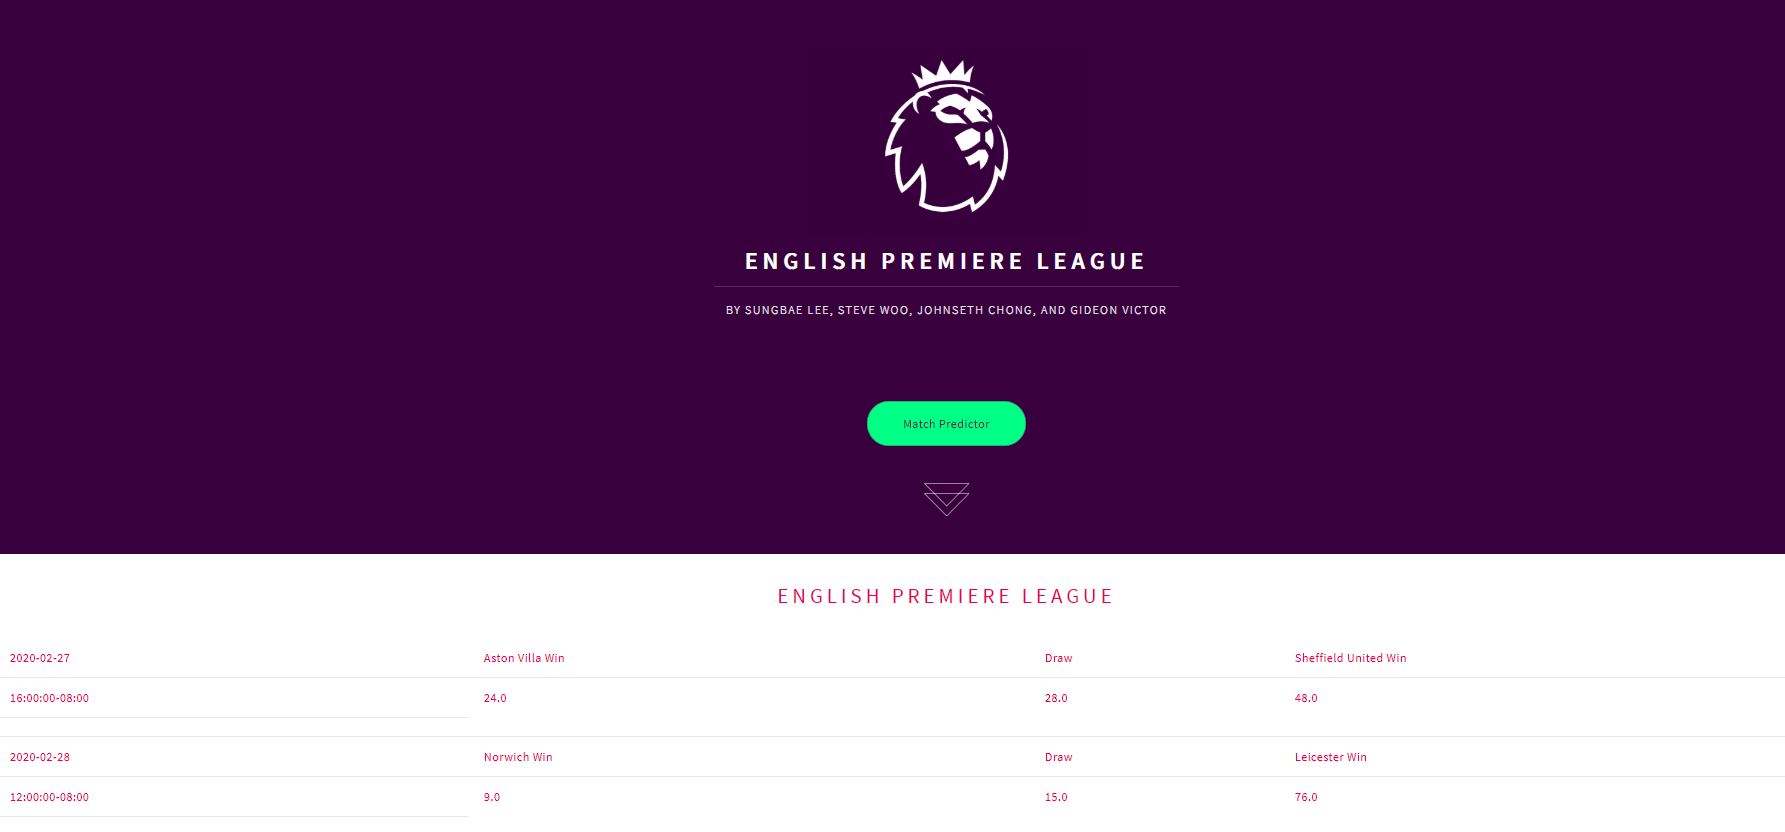 ENGLISH PREMIERE LEAGUE
BY SUNGBAE LEE, STEVE WOO, JOHNSETH CHONG, AND GIDEON VICTOR
Match Predictor
ENGLISH PREMIERE LEAGUE
2020-02-27 Aston Villa Win Draw Sheffield United Win
16:00:00-08:00 24.0 28.0 48.0
2020-02-28 Norwich Win Draw Leicester Win
12:00:00-08:00 9.0 15.0 76.0